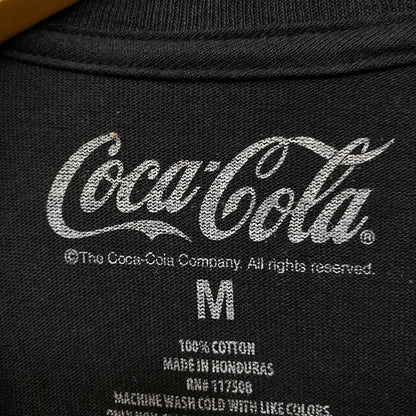 Coca-Cola®
©The Coca-Cola Company. All rights reserved.
M
100% COTTON
MADE IN HONDURAS
RN# 117508
MACHINE WASH COLD WITH LIKE COLORS.